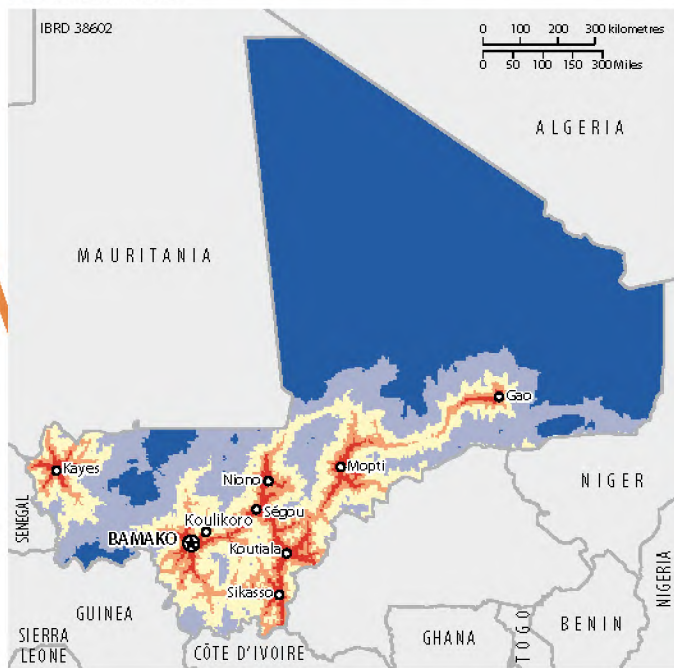 IBRD 38602
0 100 200 300 kilometres
0 50 100 150 300 Miles
ALGERIA
MAURITANIA
Gao
Kayes
Mopti
Niono
NIGER
SENEGAL
Ségou
Koulikoro
BAMAKO
Koutiala
NIGERIA
Sikasso
GUINEA
BENIN
SIERRA
LEONE
GHANA
TOGO
CÔTE D'IVOIRE